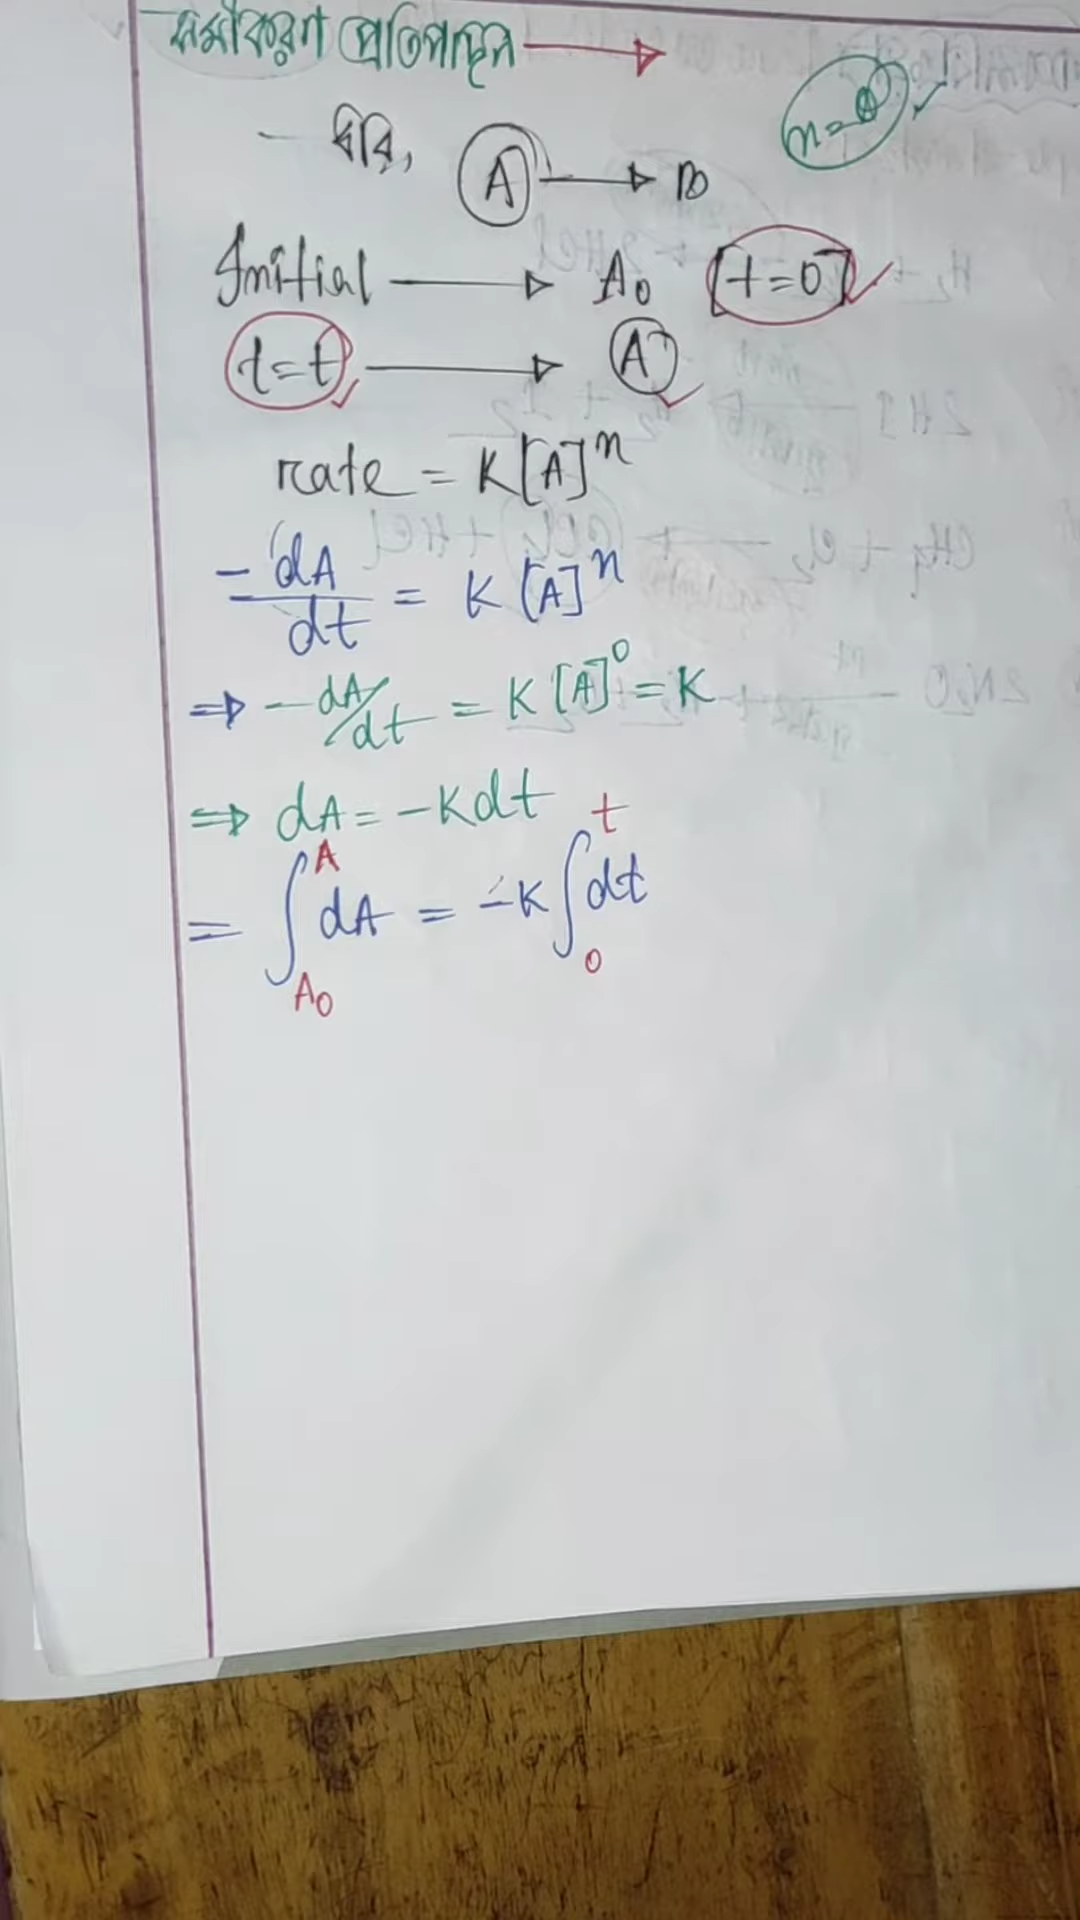 সমীকরণ প্রতিপাদন →
n=0 ✓
- ধরি, A → B
Initial → A₀ [t=0] ✓
t=t → A
rate = K[A]ⁿ
-dA/dt = K[A]ⁿ
⇒ -dA/dt = K[A]⁰ = K
⇒ dA = -Kdt
= ∫_{A₀}^{A} dA = -K ∫_{0}^{t} dt